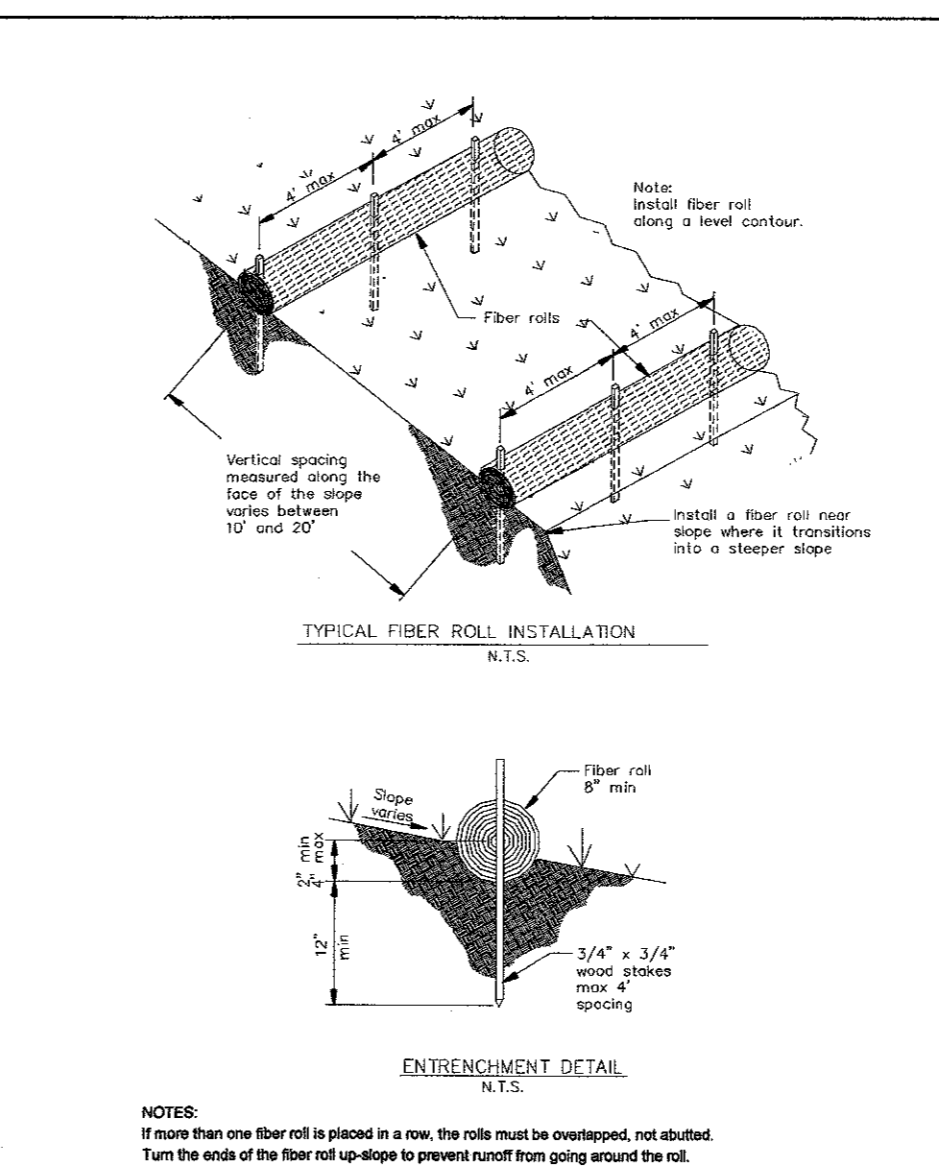 4' max
4' max
Note:
Install fiber roll
along a level contour.
Fiber rolls
4' max
4' max
Vertical spacing
measured along the
face of the slope
varies between
10' and 20'
Install a fiber roll near
slope where it transitions
into a steeper slope
TYPICAL FIBER ROLL INSTALLATION
N.T.S.
Fiber roll
8" min
Slope
varies
2" min
4" max
12"
min
3/4" x 3/4"
wood stakes
max 4'
spacing
ENTRENCHMENT DETAIL
N.T.S.
NOTES:
If more than one fiber roll is placed in a row, the rolls must be overlapped, not abutted.
Turn the ends of the fiber roll up-slope to prevent runoff from going around the roll.